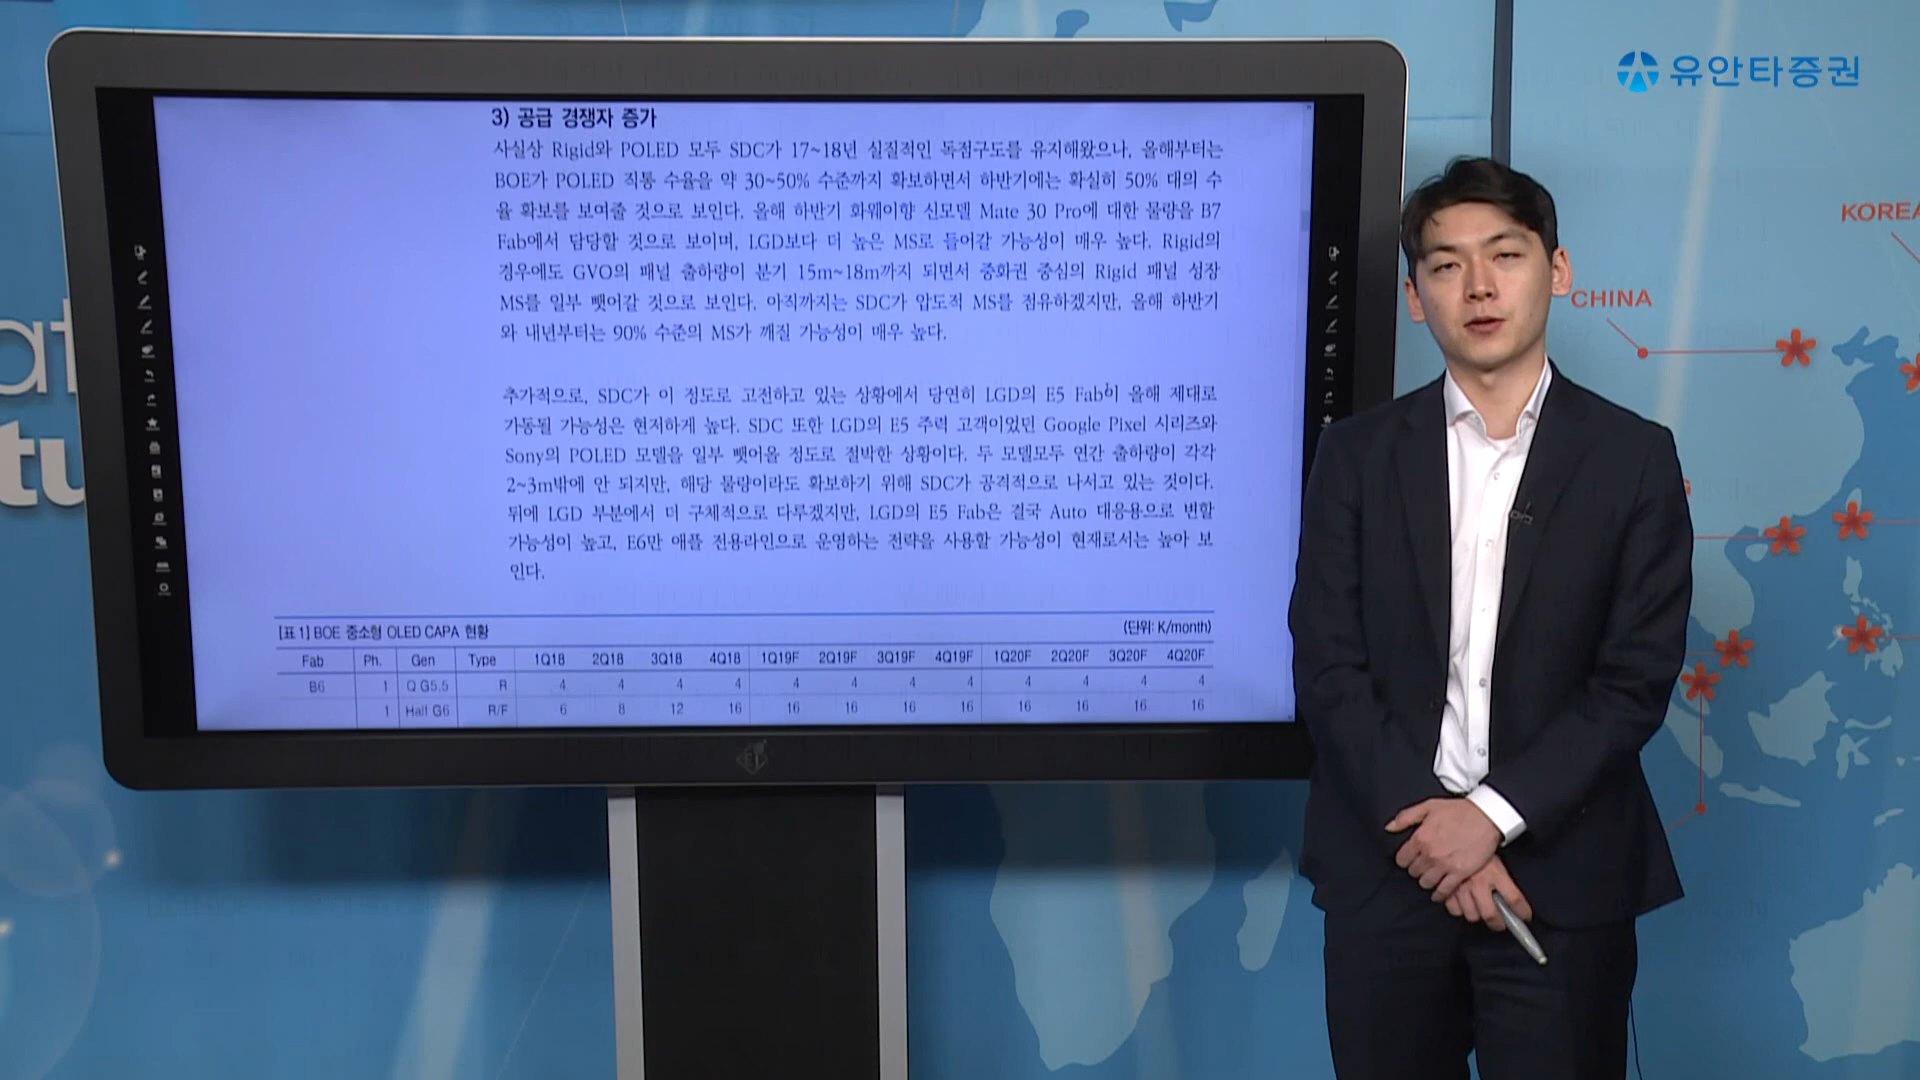 유안타증권
3) 공급 경쟁자 증가
사실상 Rigid와 POLED 모두 SDC가 17~18년 실질적인 독점구도를 유지해왔으나, 올해부터는
BOE가 POLED 직통 수율을 약 30~50% 수준까지 확보하면서 하반기에는 확실히 50% 대의 수
율 확보를 보여줄 것으로 보인다. 올해 하반기 화웨이향 신모델 Mate 30 Pro에 대한 물량을 B7
Fab에서 담당할 것으로 보이며, LGD보다 더 높은 MS로 들어갈 가능성이 매우 높다. Rigid의
경우에도 GVO의 패널 출하량이 분기 15m~18m까지 되면서 중화권 중심의 Rigid 패널 성장
MS를 일부 뺏어갈 것으로 보인다. 아직까지는 SDC가 압도적 MS를 점유하겠지만, 올해 하반기
와 내년부터는 90% 수준의 MS가 깨질 가능성이 매우 높다.
추가적으로, SDC가 이 정도로 고전하고 있는 상황에서 당연히 LGD의 E5 Fab이 올해 제대로
가동될 가능성은 현저하게 높다. SDC 또한 LGD의 E5 주력 고객이었던 Google Pixel 시리즈와
Sony의 POLED 모델을 일부 뺏어올 정도로 절박한 상황이다. 두 모델모두 연간 출하량이 각각
2~3m밖에 안 되지만, 해당 물량이라도 확보하기 위해 SDC가 공격적으로 나서고 있는 것이다.
뒤에 LGD 부분에서 더 구체적으로 다루겠지만, LGD의 E5 Fab은 결국 Auto 대응용으로 변할
가능성이 높고, E6만 애플 전용라인으로 운영하는 전략을 사용할 가능성이 현재로서는 높아 보
인다.
[표 1] BOE 중소형 OLED CAPA 현황 (단위: K/month)
Fab Ph. Gen Type 1Q18 2Q18 3Q18 4Q18 1Q19F 2Q19F 3Q19F 4Q19F 1Q20F 2Q20F 3Q20F 4Q20F
B6 1 Q G5.5 R 4 4 4 4 4 4 4 4 4 4 4 4
1 Half G6 R/F 6 8 12 16 16 16 16 16 16 16 16 16
KOREA
CHINA
at
tu